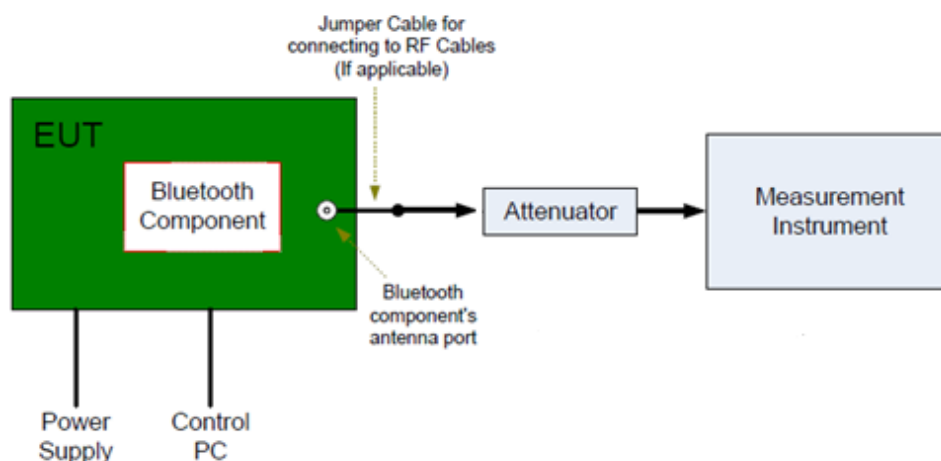 Jumper Cable for
connecting to RF Cables
(If applicable)
EUT
Bluetooth
Component
Attenuator
Measurement
Instrument
Bluetooth
component's
antenna port
Power
Supply
Control
PC